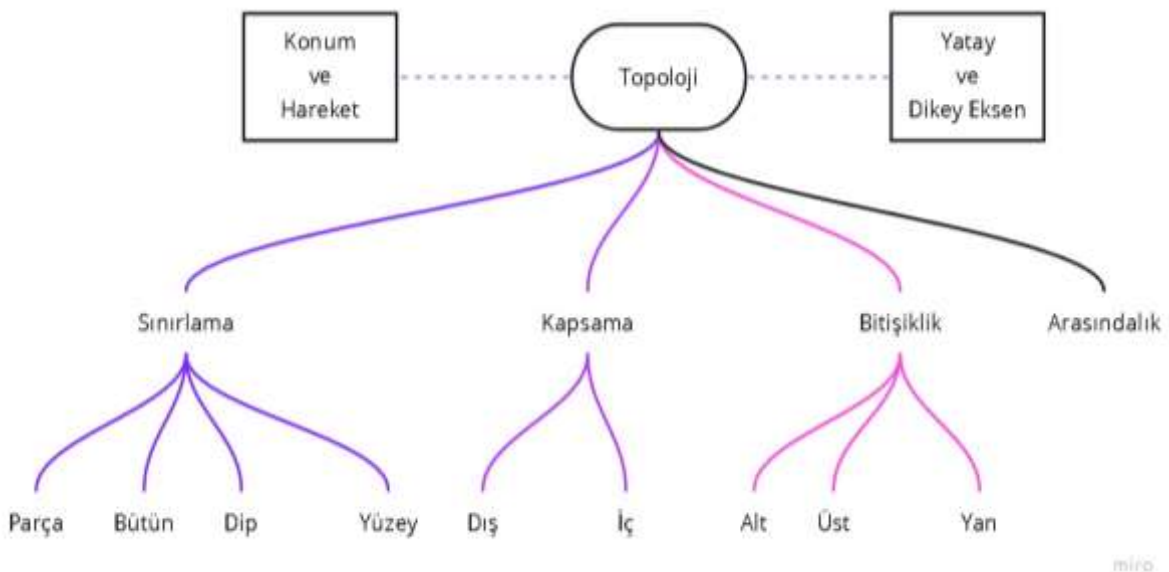 Konum
ve
Hareket
Topoloji
Yatay
ve
Dikey Eksen
Sınırlama
Kapsama
Bitişiklik
Arasındalık
Parça
Bütün
Dip
Yüzey
Dış
İç
Alt
Üst
Yan
miro